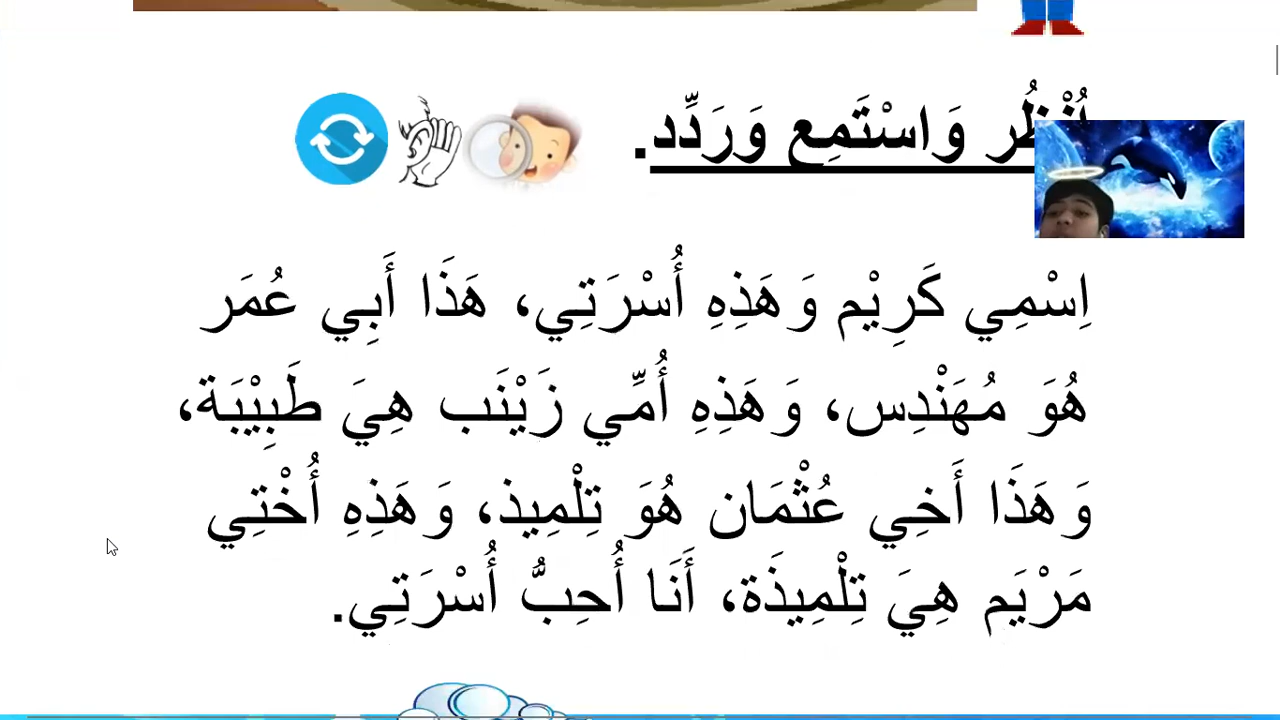 اُنْظُر وَاسْتَمِع وَرَدِّد.
اِسْمِي كَرِيْم وَهَذِهِ أُسْرَتِي، هَذَا أَبِي عُمَر
هُوَ مُهَنْدِس، وَهَذِهِ أُمِّي زَيْنَب هِيَ طَبِيْبَة،
وَهَذَا أَخِي عُثْمَان هُوَ تِلْمِيذ، وَهَذِهِ أُخْتِي
مَرْيَم هِيَ تِلْمِيذَة، أَنَا أُحِبُّ أُسْرَتِي.